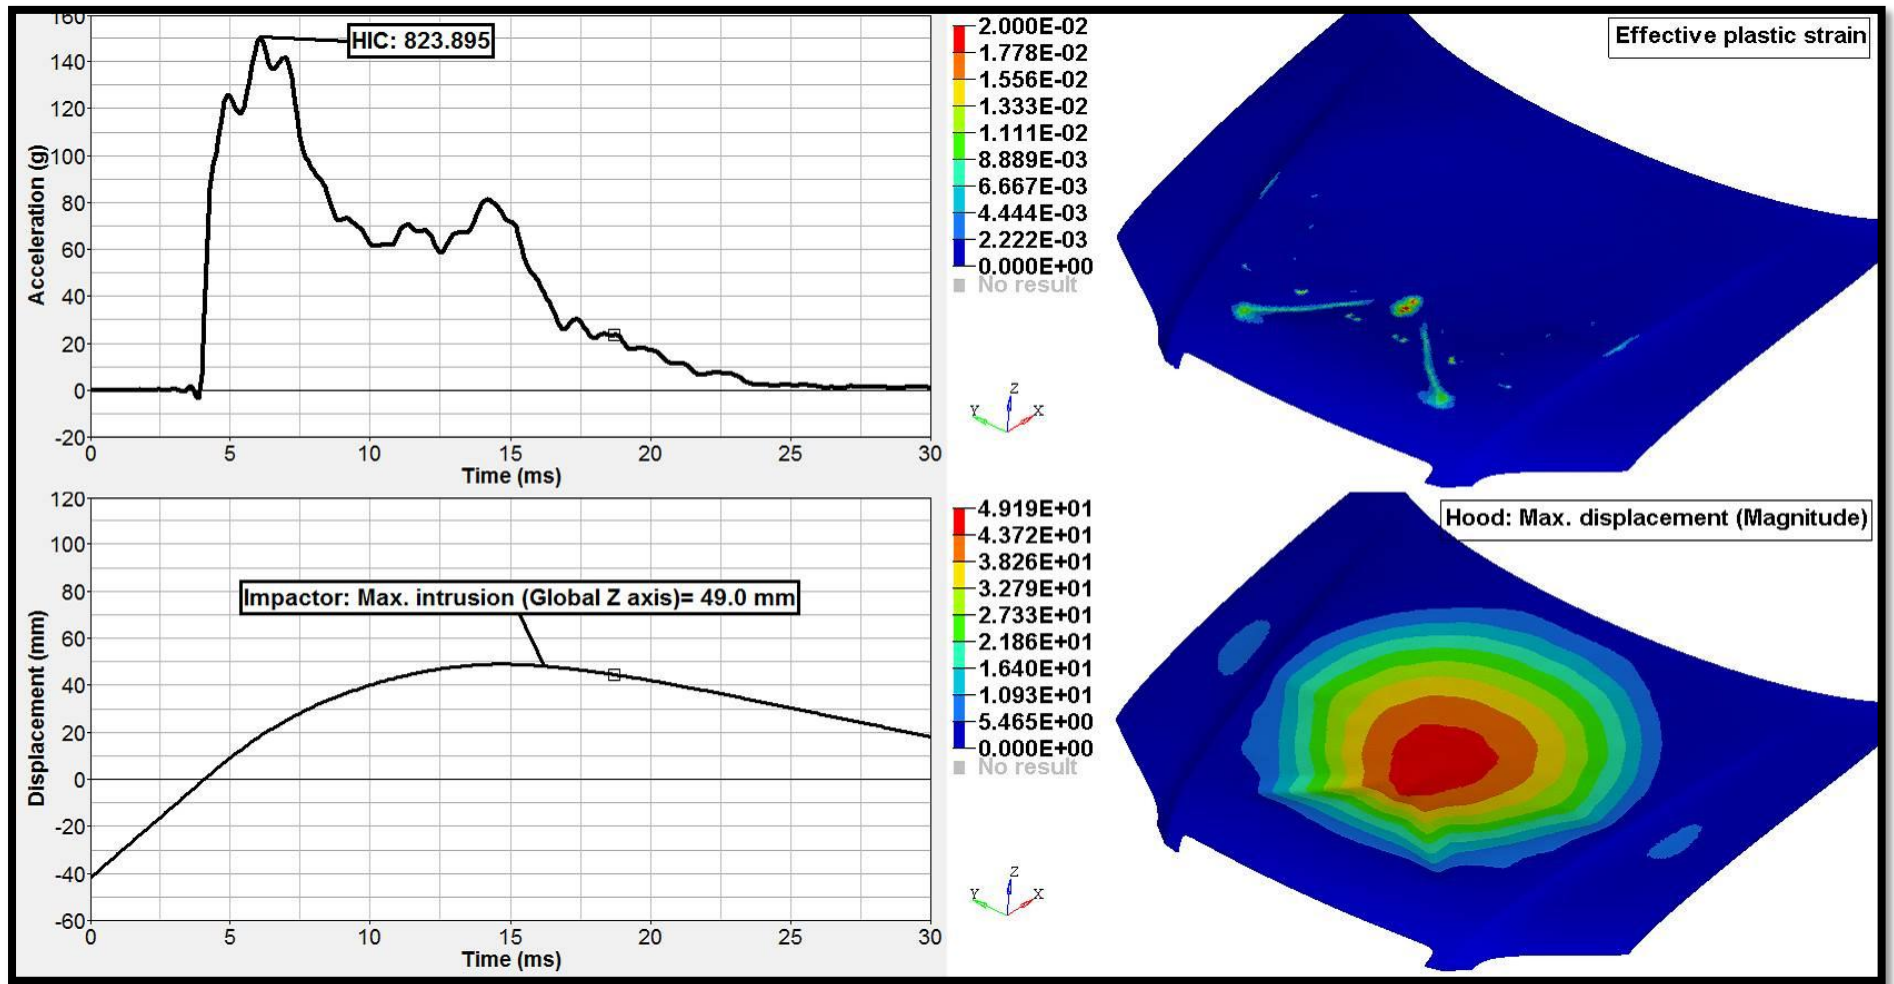 160
140
120
100
80
60
40
20
0
-20
Acceleration (g)
HIC: 823.895
0 5 10 15 20 25 30
Time (ms)
2.000E-02
1.778E-02
1.556E-02
1.333E-02
1.111E-02
8.889E-03
6.667E-03
4.444E-03
2.222E-03
0.000E+00
No result
Effective plastic strain
Z
Y
X
120
100
80
60
40
20
0
-20
-40
-60
Displacement (mm)
Impactor: Max. intrusion (Global Z axis)= 49.0 mm
0 5 10 15 20 25 30
Time (ms)
4.919E+01
4.372E+01
3.826E+01
3.279E+01
2.733E+01
2.186E+01
1.640E+01
1.093E+01
5.465E+00
0.000E+00
No result
Hood: Max. displacement (Magnitude)
Z
Y
X